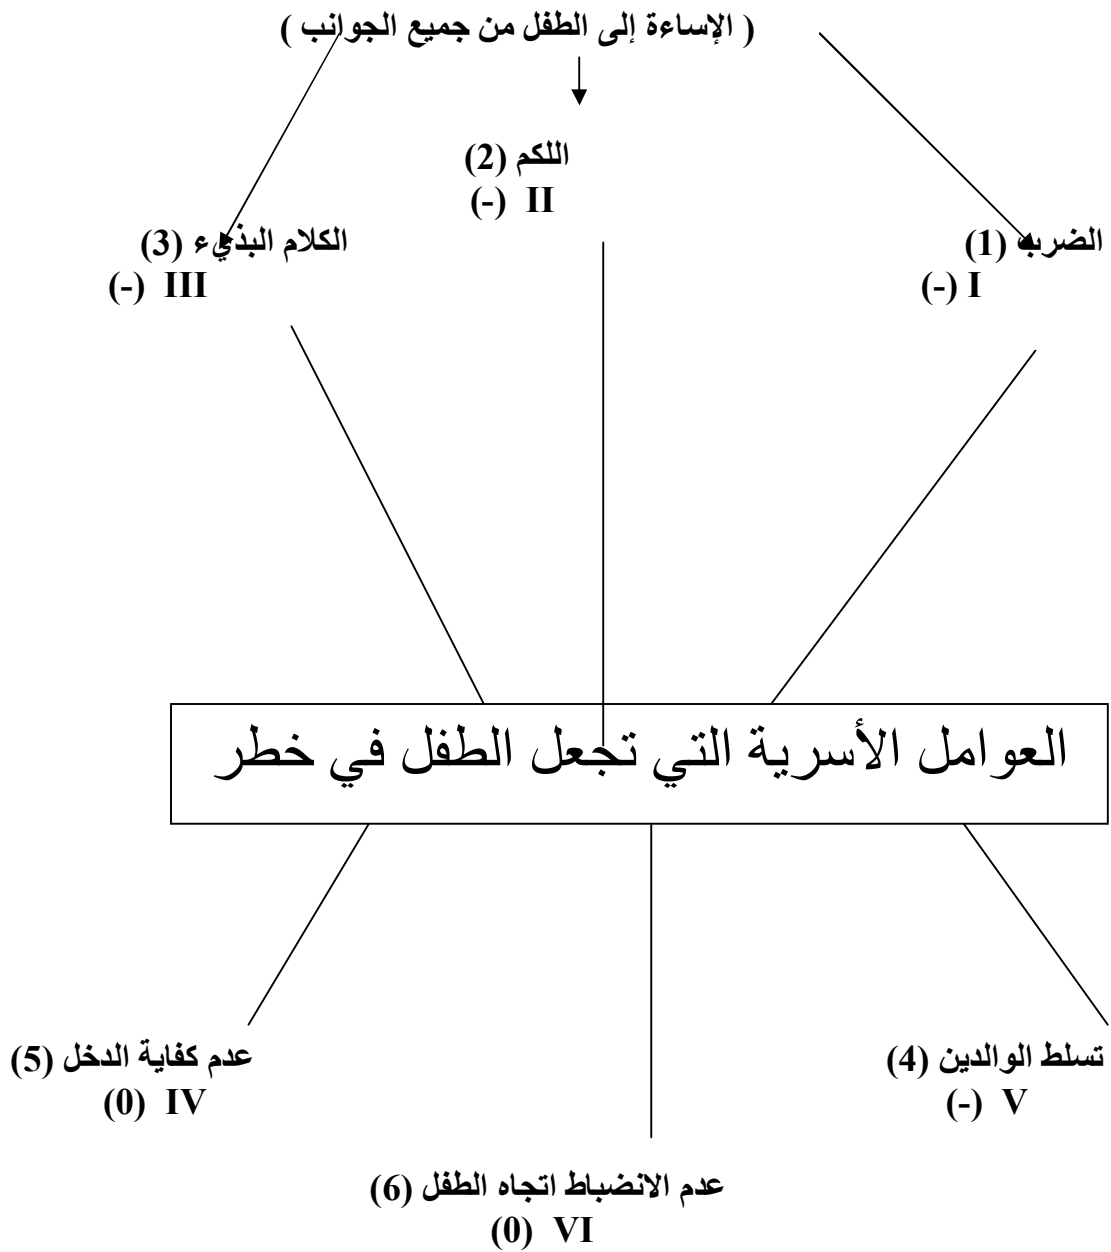 ( الإساءة إلى الطفل من جميع الجوانب )
اللكم (2)
(-) II
الضرب (1)
(-) I
الكلام البذيء (3)
(-) III
العوامل الأسرية التي تجعل الطفل في خطر
تسلط الوالدين (4)
(-) V
عدم كفاية الدخل (5)
(0) IV
عدم الانضباط اتجاه الطفل (6)
(0) VI